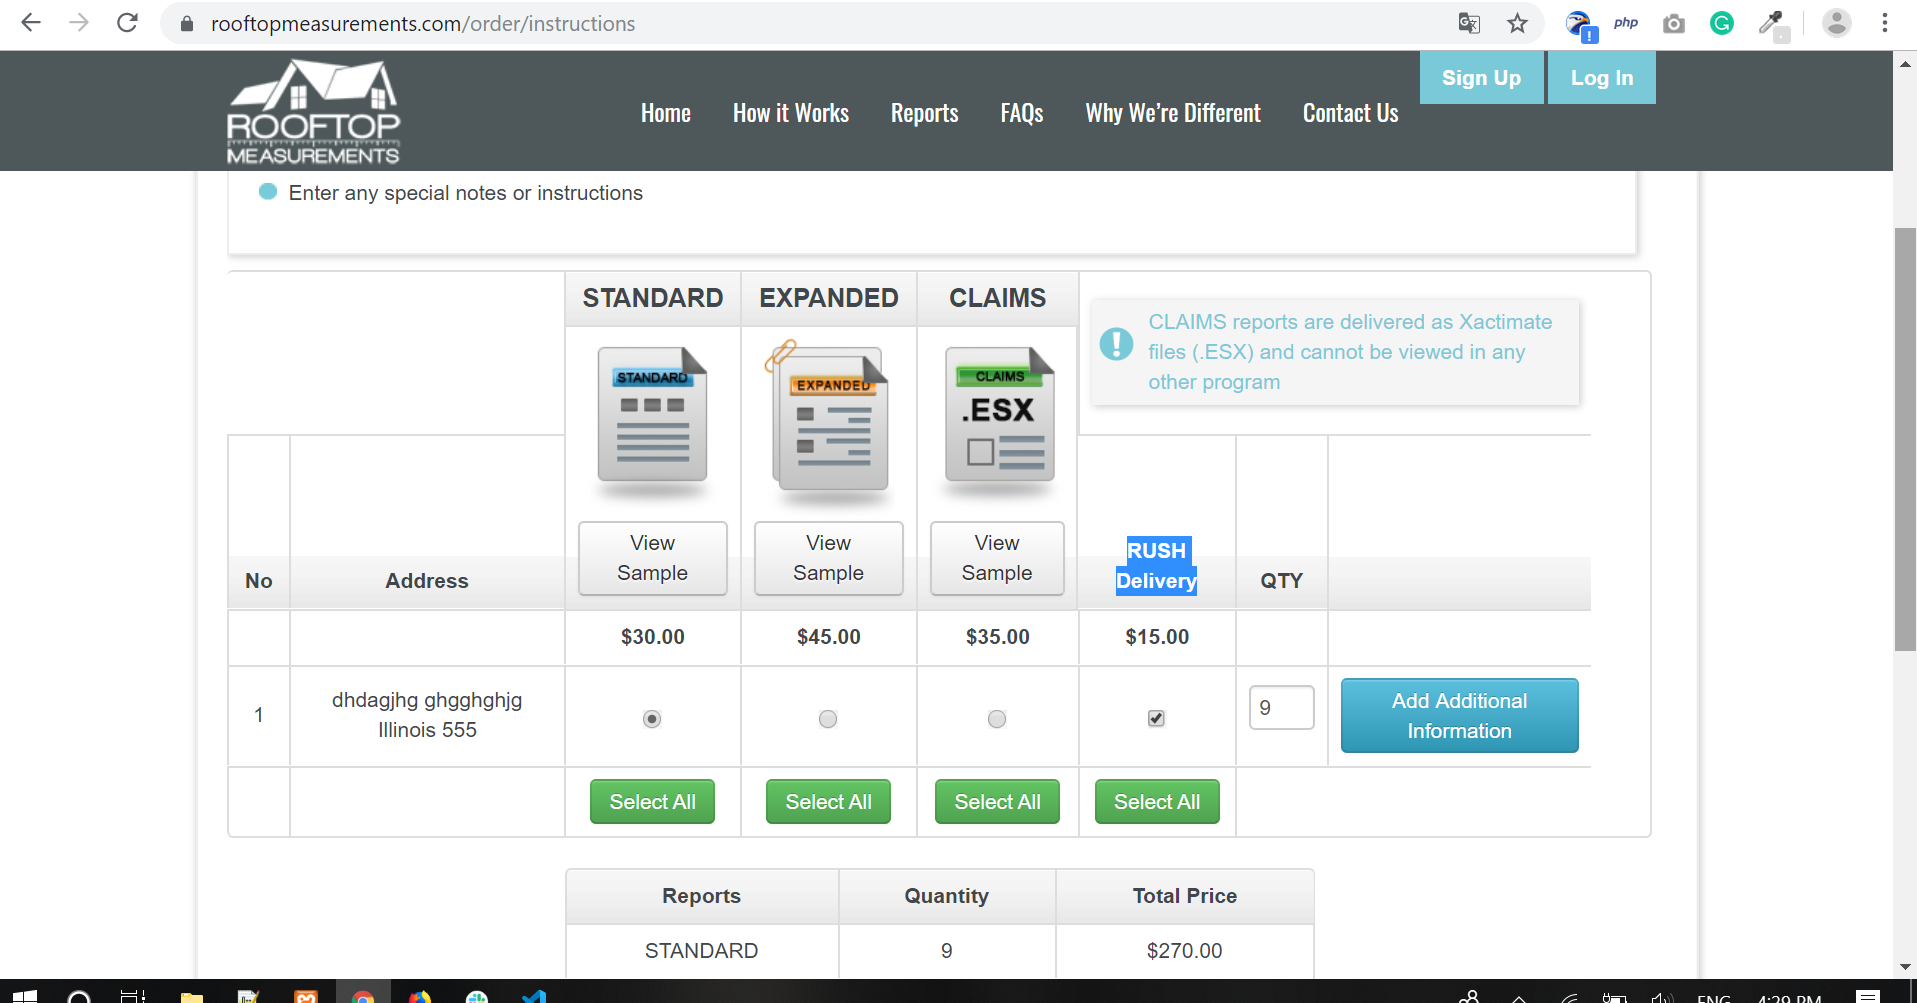 rooftopmeasurements.com/order/instructions
php
Sign Up
Log In
ROOFTOP
MEASUREMENTS
Home
How it Works
Reports
FAQs
Why We're Different
Contact Us
Enter any special notes or instructions
STANDARD
EXPANDED
CLAIMS
CLAIMS reports are delivered as Xactimate
files (.ESX) and cannot be viewed in any
other program
STANDARD
EXPANDED
CLAIMS
.ESX
View
Sample
View
Sample
View
Sample
RUSH
Delivery
No
Address
QTY
$30.00
$45.00
$35.00
$15.00
1
dhdagjhg ghgghghjg
Illinois 555
9
Add Additional
Information
Select All
Select All
Select All
Select All
Reports
Quantity
Total Price
STANDARD
9
$270.00
ENG
4:29 PM